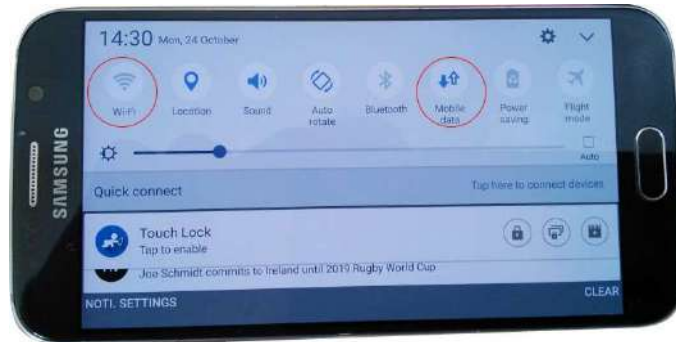 SAMSUNG
14:30 Mon, 24 October
Wi-Fi
Location
Sound
Auto rotate
Bluetooth
Mobile data
Power saving
Flight mode
Auto
Quick connect
Tap here to connect devices
Touch Lock
Tap to enable
Joe Schmidt commits to Ireland until 2019 Rugby World Cup
NOTI. SETTINGS
CLEAR